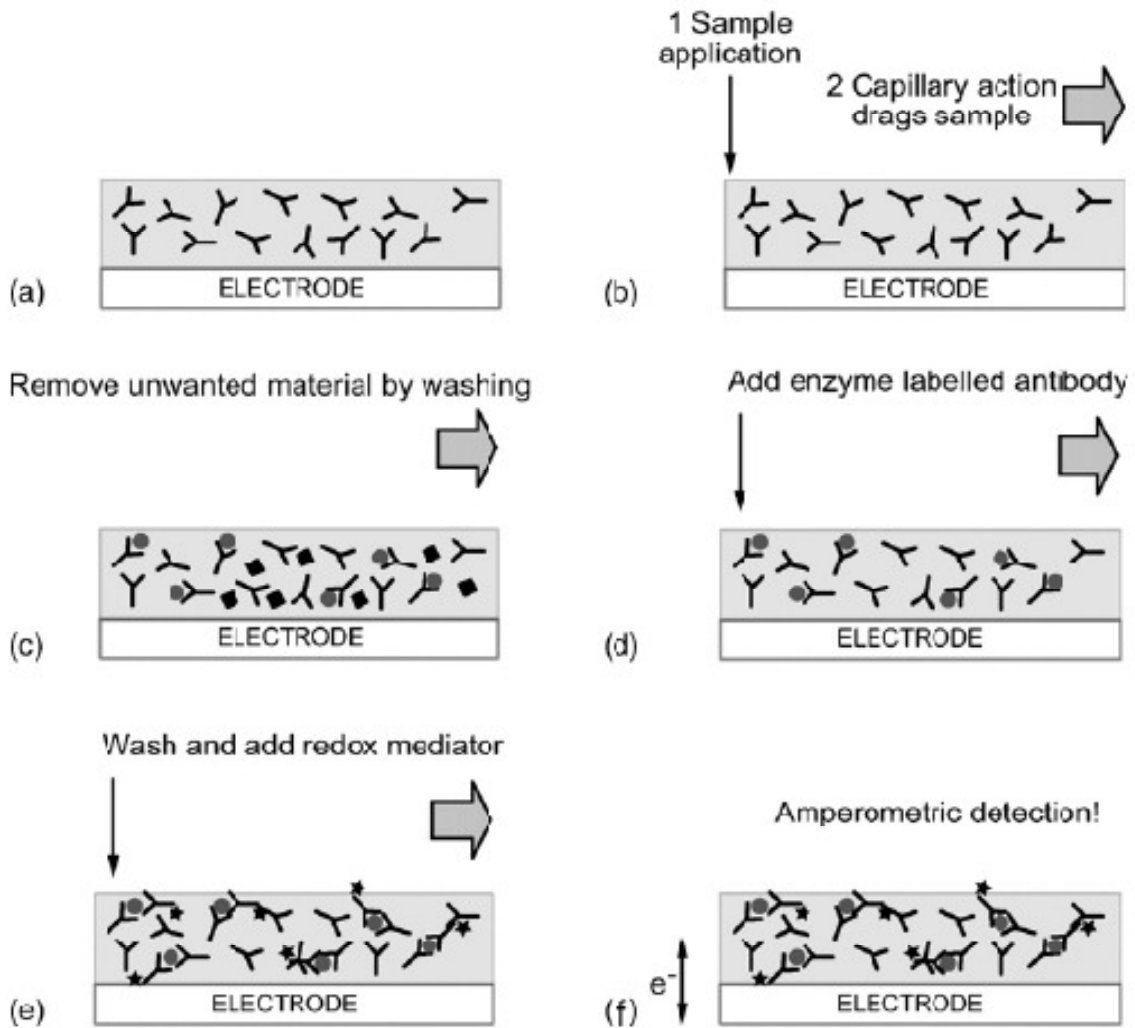 1 Sample
application
2 Capillary action
drags sample
ELECTRODE
(a)
ELECTRODE
(b)
Remove unwanted material by washing
Add enzyme labelled antibody
ELECTRODE
(c)
ELECTRODE
(d)
Wash and add redox mediator
Amperometric detection!
ELECTRODE
(e)
e-
ELECTRODE
(f)